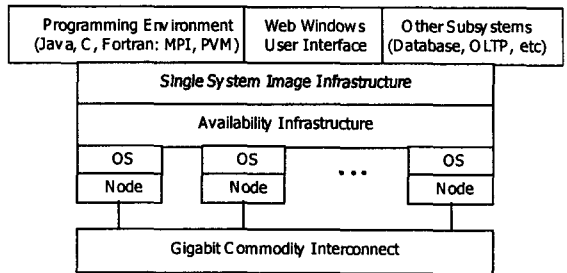 Programming Environment
(Java, C, Fortran: MPI, PVM)
Web Windows
User Interface
Other Subsystems
(Database, OLTP, etc)
Single System Image Infrastructure
Availability Infrastructure
OS
OS
...
OS
Node
Node
Node
Gigabit Commodity Interconnect